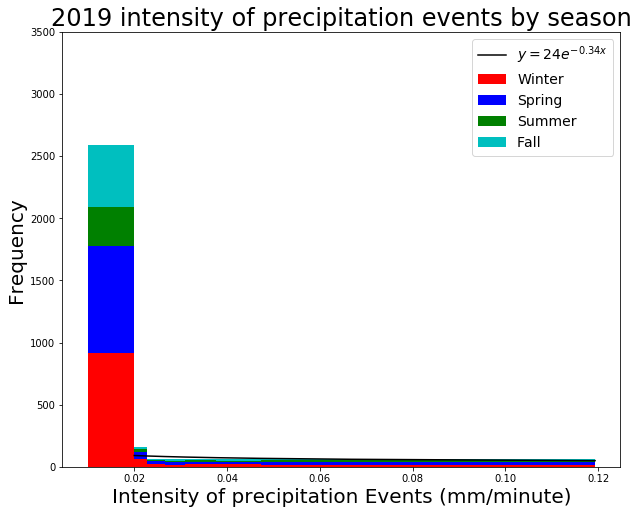 2019 intensity of precipitation events by season
3500
3000
2500
2000
1500
1000
500
0
Frequency
y = 24e^{-0.34x}
Winter
Spring
Summer
Fall
0.02 0.04 0.06 0.08 0.10 0.12
Intensity of precipitation Events (mm/minute)